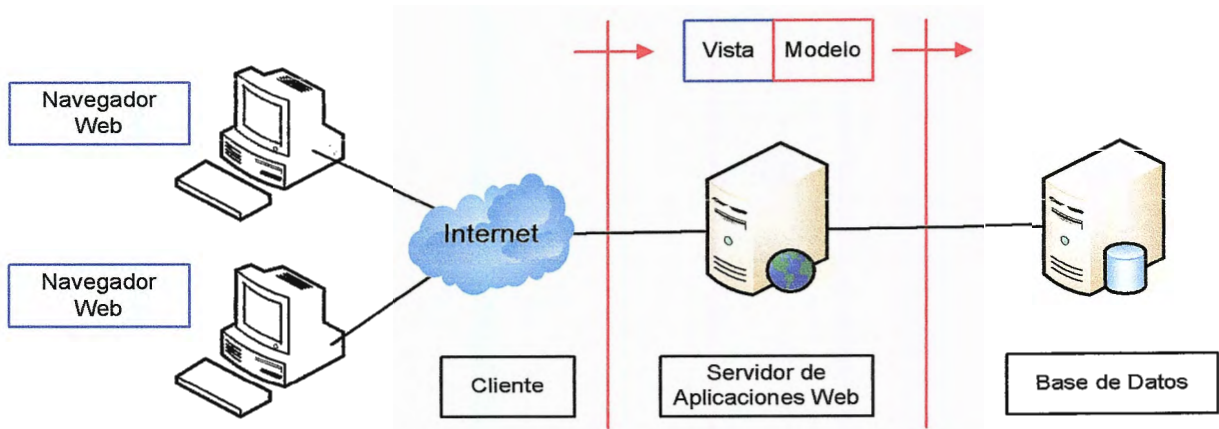 Vista
Modelo
Navegador
Web
Internet
Navegador
Web
Cliente
Servidor de
Aplicaciones Web
Base de Datos